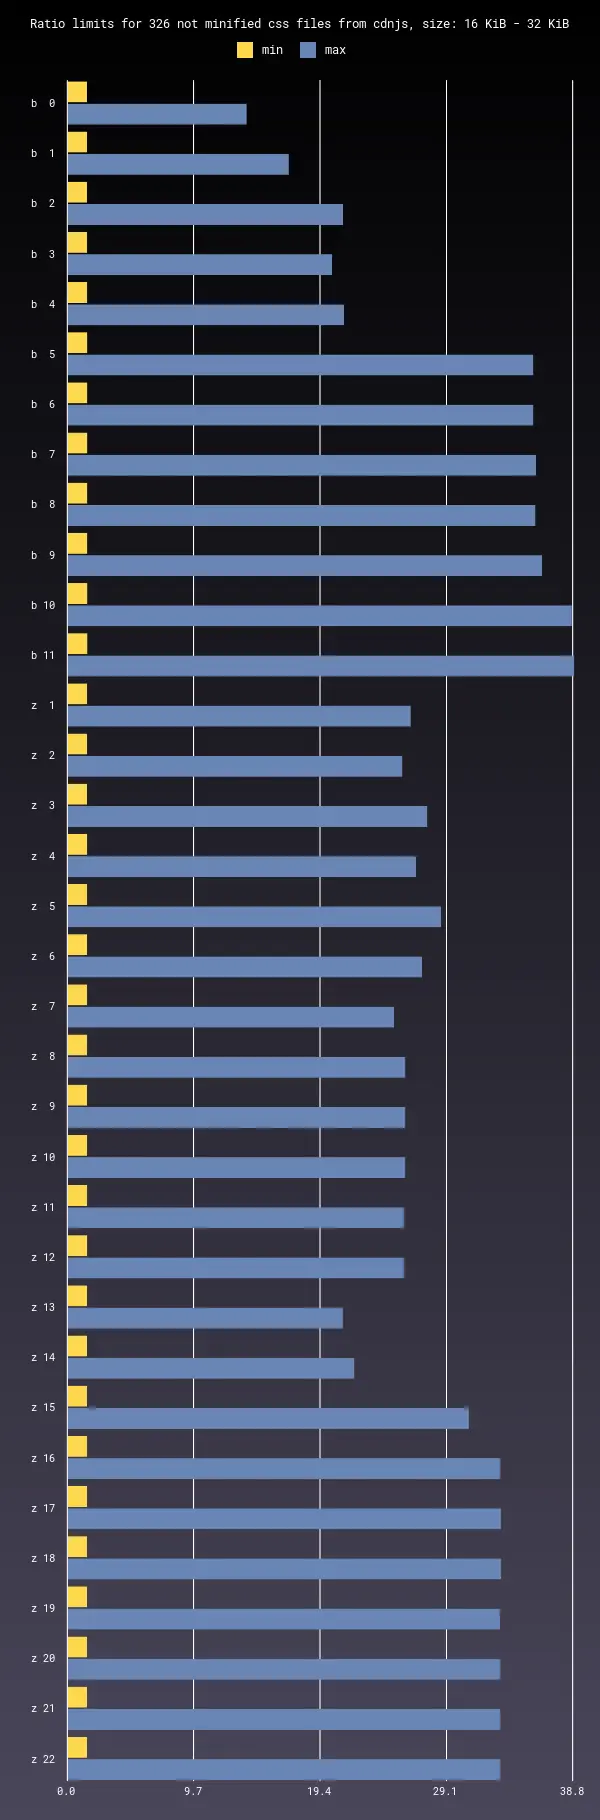 Ratio limits for 326 not minified css files from cdnjs, size: 16 KiB - 32 KiB
min max
b 0
b 1
b 2
b 3
b 4
b 5
b 6
b 7
b 8
b 9
b 10
b 11
z 1
z 2
z 3
z 4
z 5
z 6
z 7
z 8
z 9
z 10
z 11
z 12
z 13
z 14
z 15
z 16
z 17
z 18
z 19
z 20
z 21
z 22
0.0 9.7 19.4 29.1 38.8